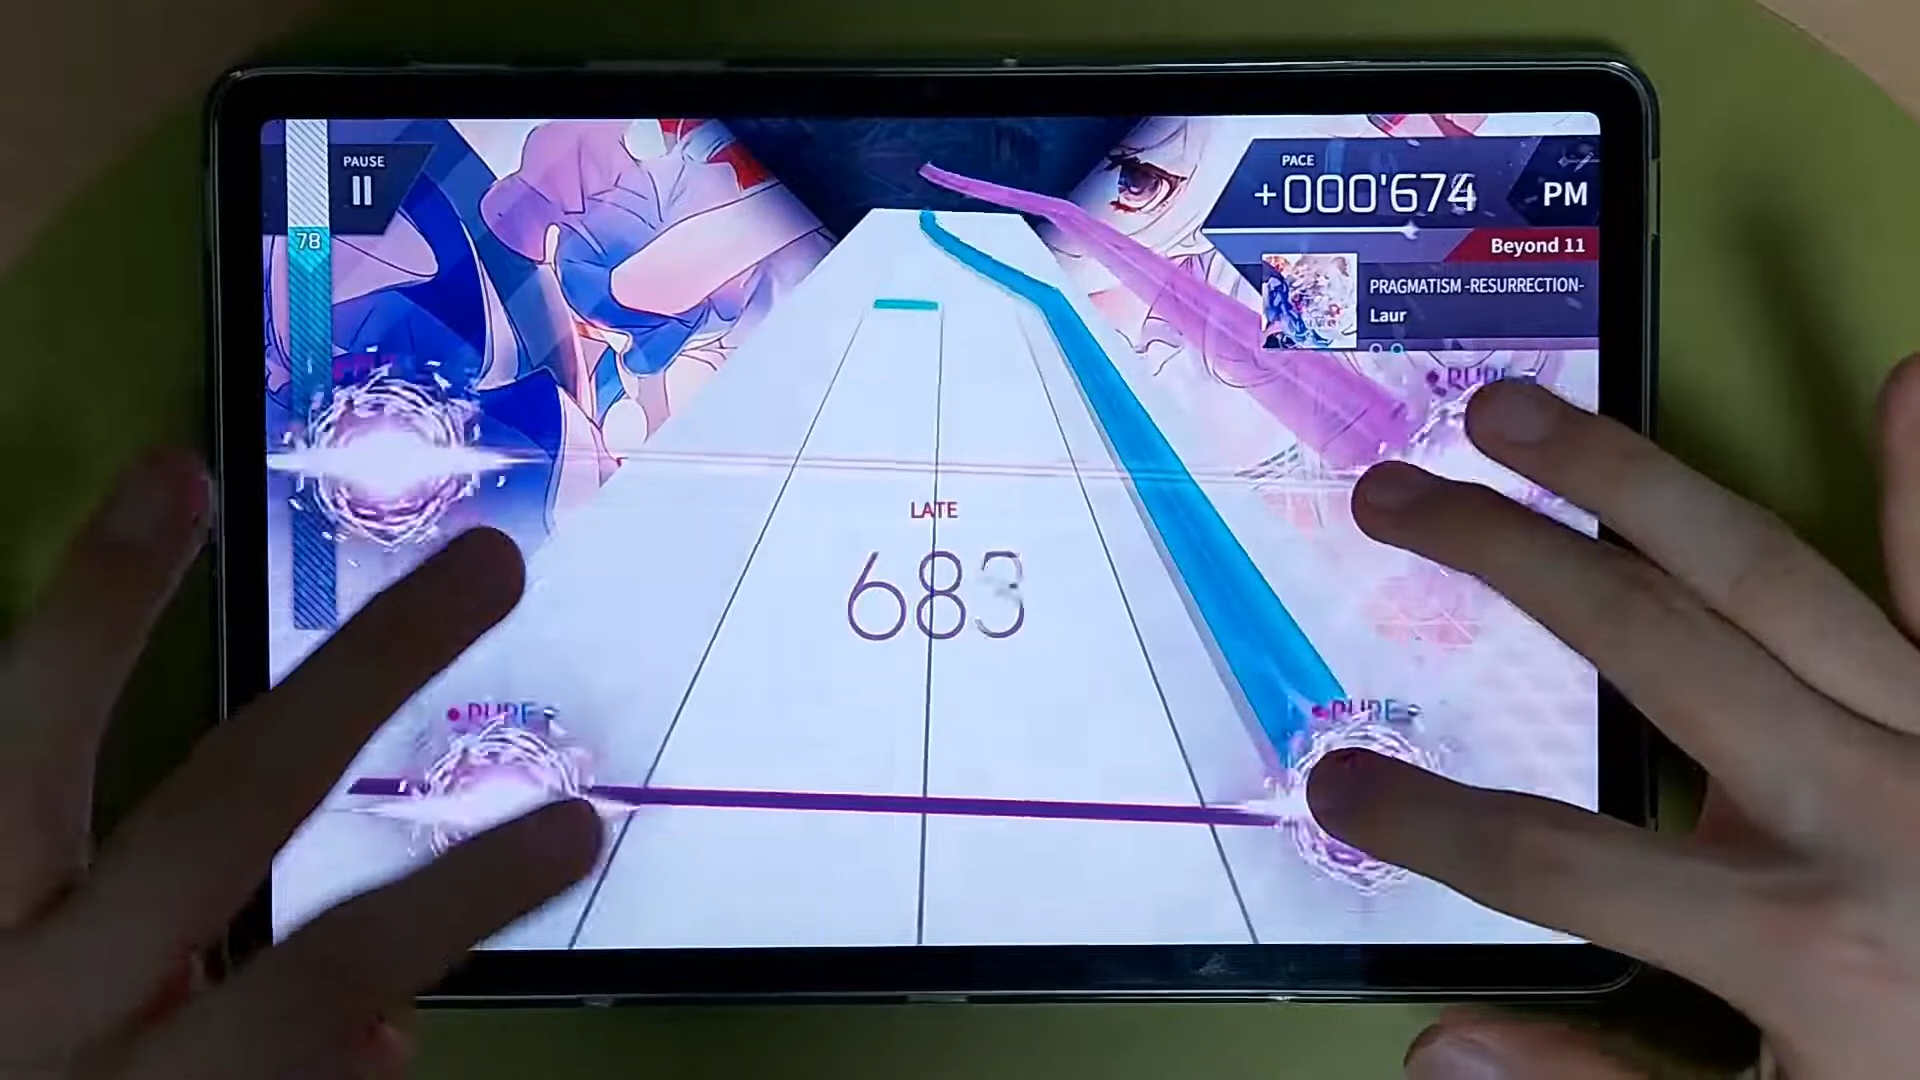 PAUSE
78
PACE
+000'674
PM
Beyond 11
PRAGMATISM -RESURRECTION-
Laur
PURE
LATE
683
PURE
PURE